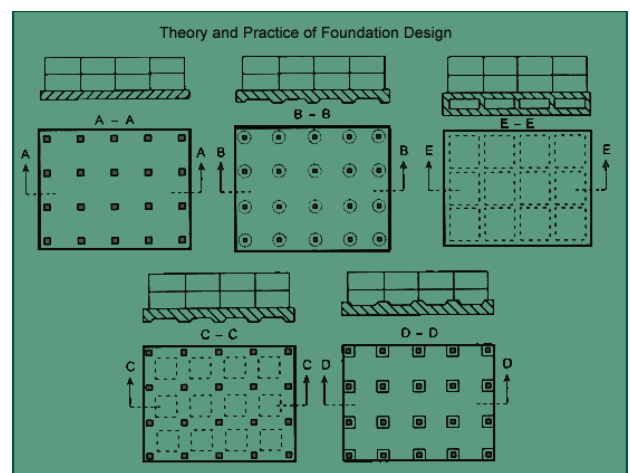 Theory and Practice of Foundation Design
A – A
B – B
E – E
A
A
B
B
E
E
C – C
D – D
C
C
D
D